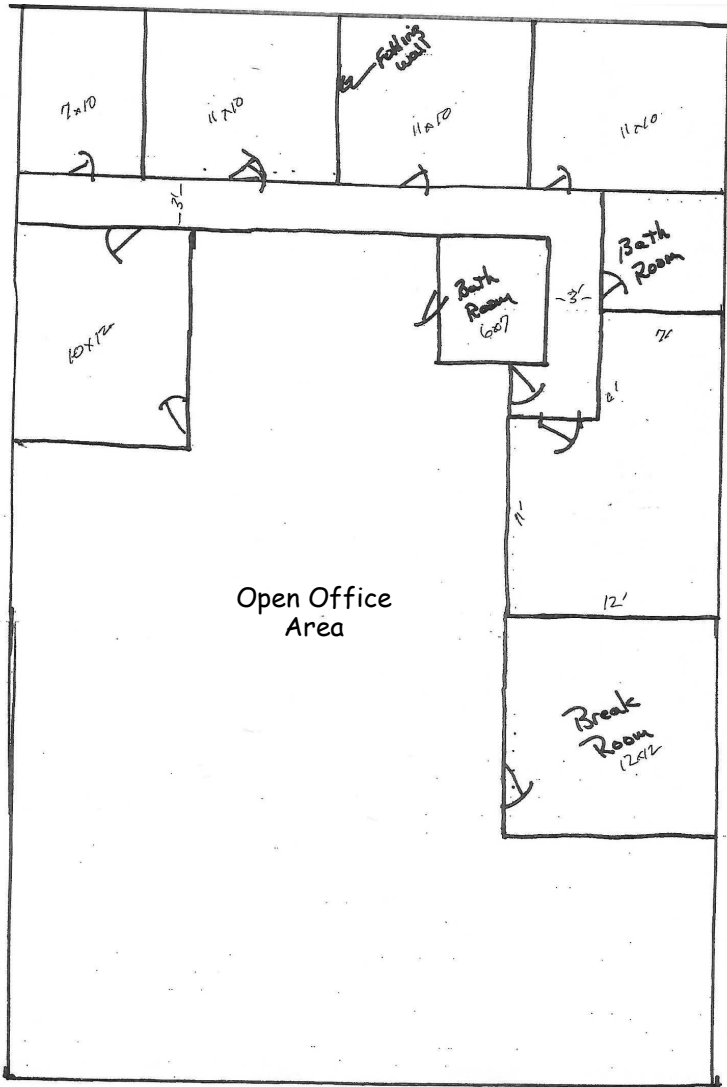 Folding
wall
7x10
11x10
11x10
11x10
-3'-
Bath
Room
Bath
Room
6x7
-3'-
7'
10x12
11'
Open Office
Area
12'
Break
Room
12x12